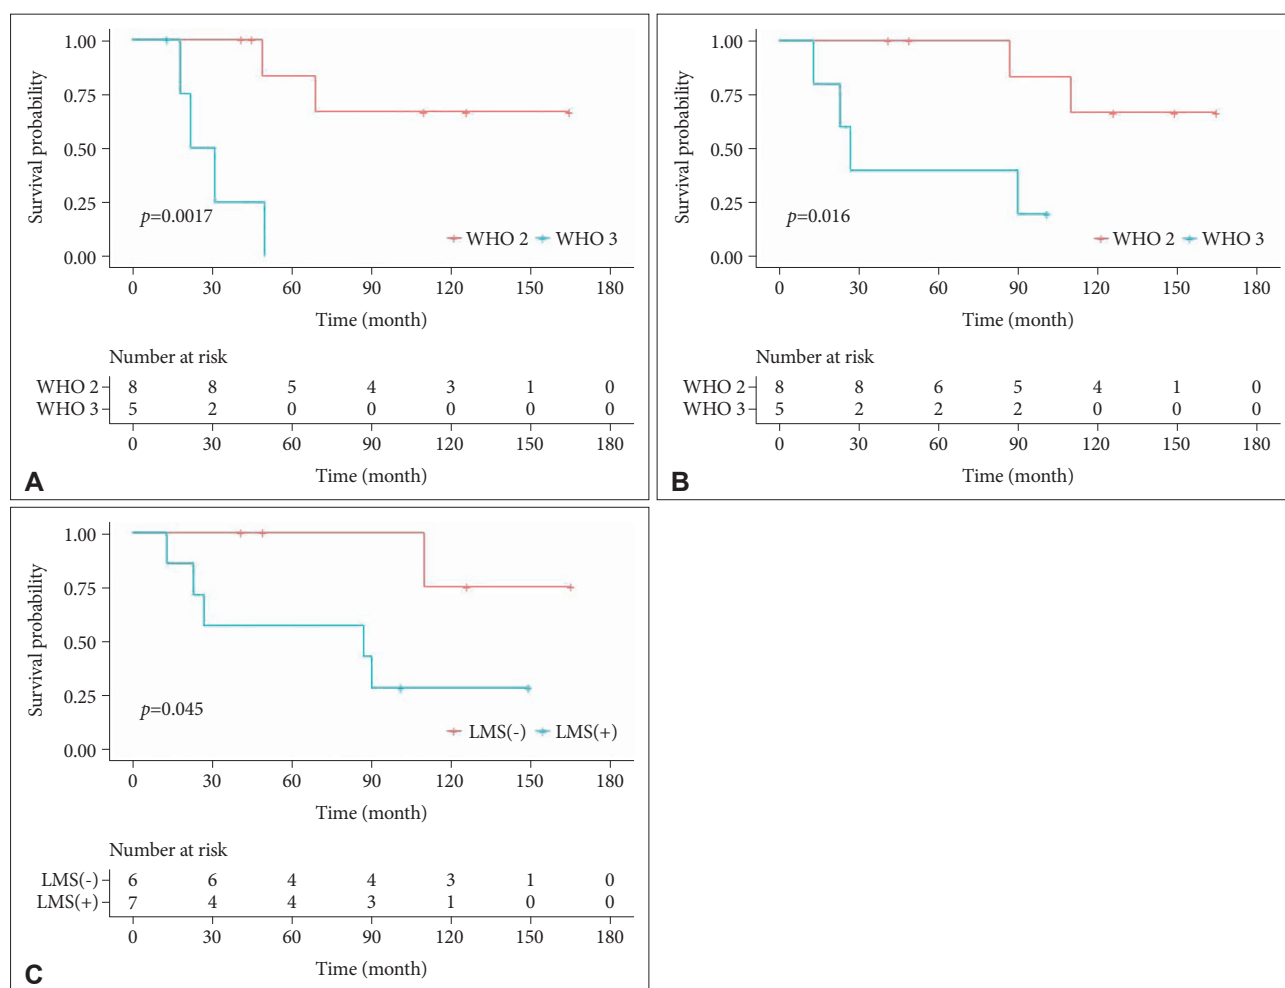 1.00
0.75
0.50
0.25
0.00
Survival probability
p=0.0017
WHO 2 WHO 3
0 30 60 90 120 150 180
Time (month)
Number at risk
WHO 2 8 8 5 4 3 1 0
WHO 3 5 2 0 0 0 0 0
0 30 60 90 120 150 180
Time (month)
A
1.00
0.75
0.50
0.25
0.00
Survival probability
p=0.016
WHO 2 WHO 3
0 30 60 90 120 150 180
Time (month)
Number at risk
WHO 2 8 8 6 5 4 1 0
WHO 3 5 2 2 2 0 0 0
0 30 60 90 120 150 180
Time (month)
B
1.00
0.75
0.50
0.25
0.00
Survival probability
p=0.045
LMS(-) LMS(+)
0 30 60 90 120 150 180
Time (month)
Number at risk
LMS(-) 6 6 4 4 3 1 0
LMS(+) 7 4 4 3 1 0 0
0 30 60 90 120 150 180
Time (month)
C